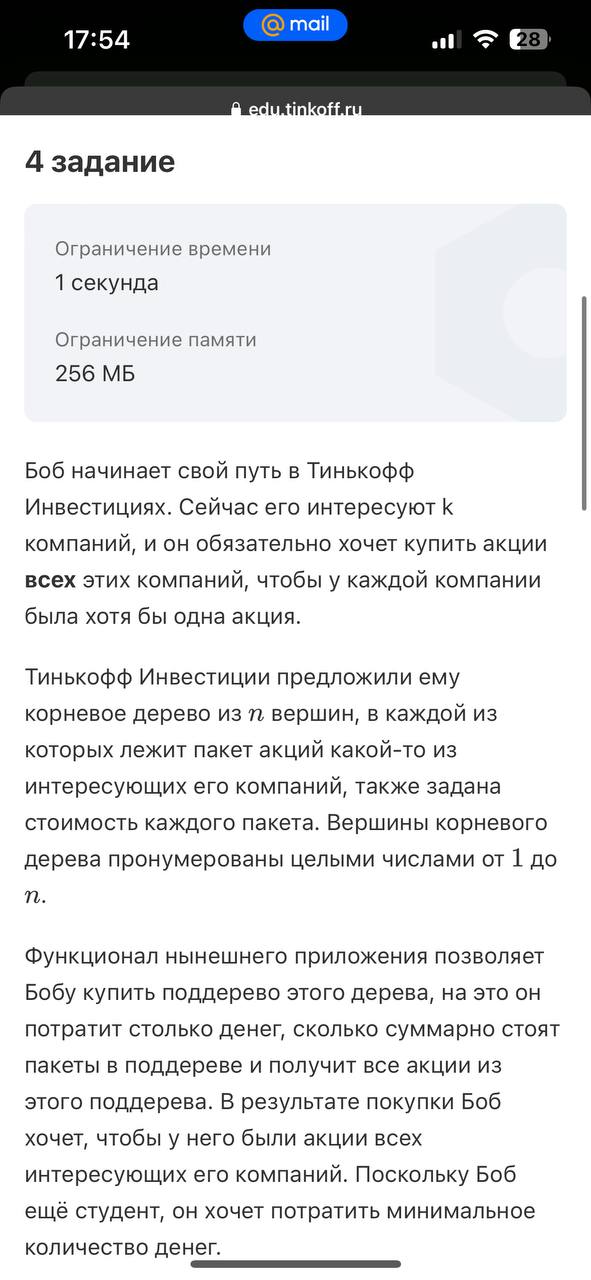 17:54
@mail
28
edu.tinkoff.ru
4 задание
Ограничение времени
1 секунда
Ограничение памяти
256 МБ
Боб начинает свой путь в Тинькофф
Инвестициях. Сейчас его интересуют k
компаний, и он обязательно хочет купить акции
всех этих компаний, чтобы у каждой компании
была хотя бы одна акция.
Тинькофф Инвестиции предложили ему
корневое дерево из n вершин, в каждой из
которых лежит пакет акций какой-то из
интересующих его компаний, также задана
стоимость каждого пакета. Вершины корневого
дерева пронумерованы целыми числами от 1 до
n.
Функционал нынешнего приложения позволяет
Бобу купить поддерево этого дерева, на это он
потратит столько денег, сколько суммарно стоят
пакеты в поддереве и получит все акции из
этого поддерева. В результате покупки Боб
хочет, чтобы у него были акции всех
интересующих его компаний. Поскольку Боб
ещё студент, он хочет потратить минимальное
количество денег.